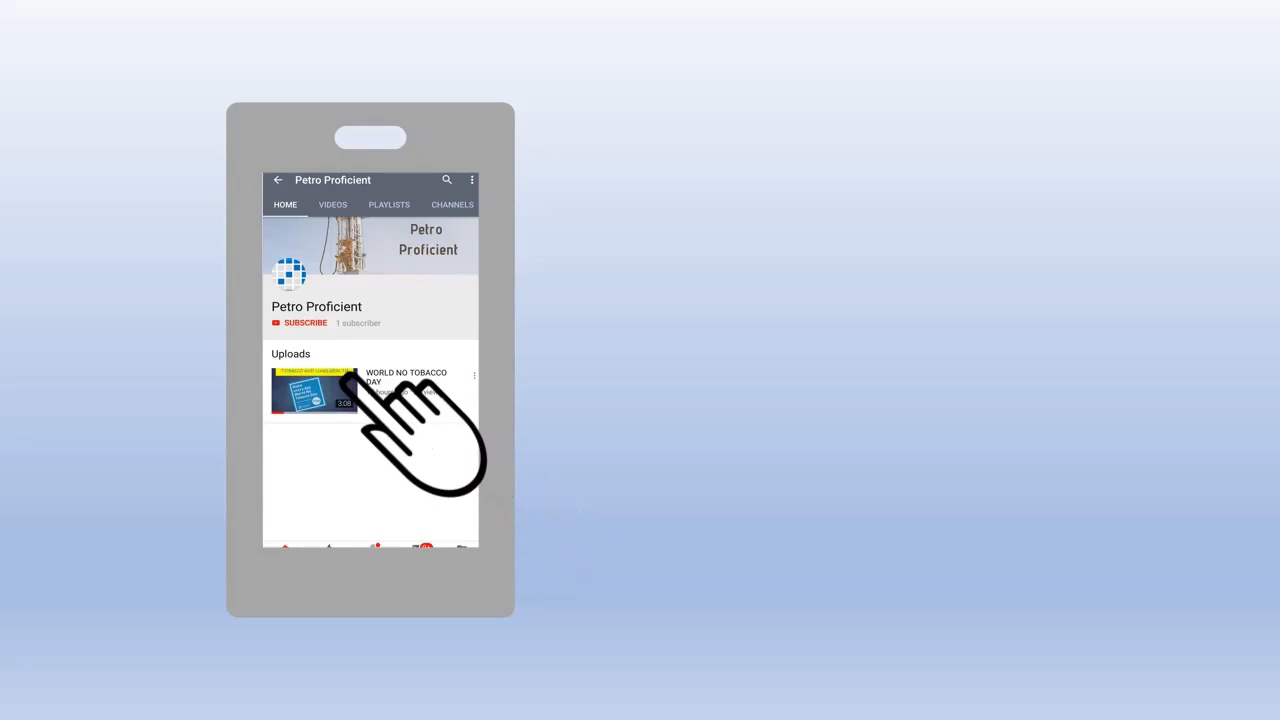 Petro Proficient
HOME VIDEOS PLAYLISTS CHANNELS
Petro
Proficient
Petro Proficient
SUBSCRIBE 1 subscriber
Uploads
WORLD NO TOBACCO
DAY
3:08